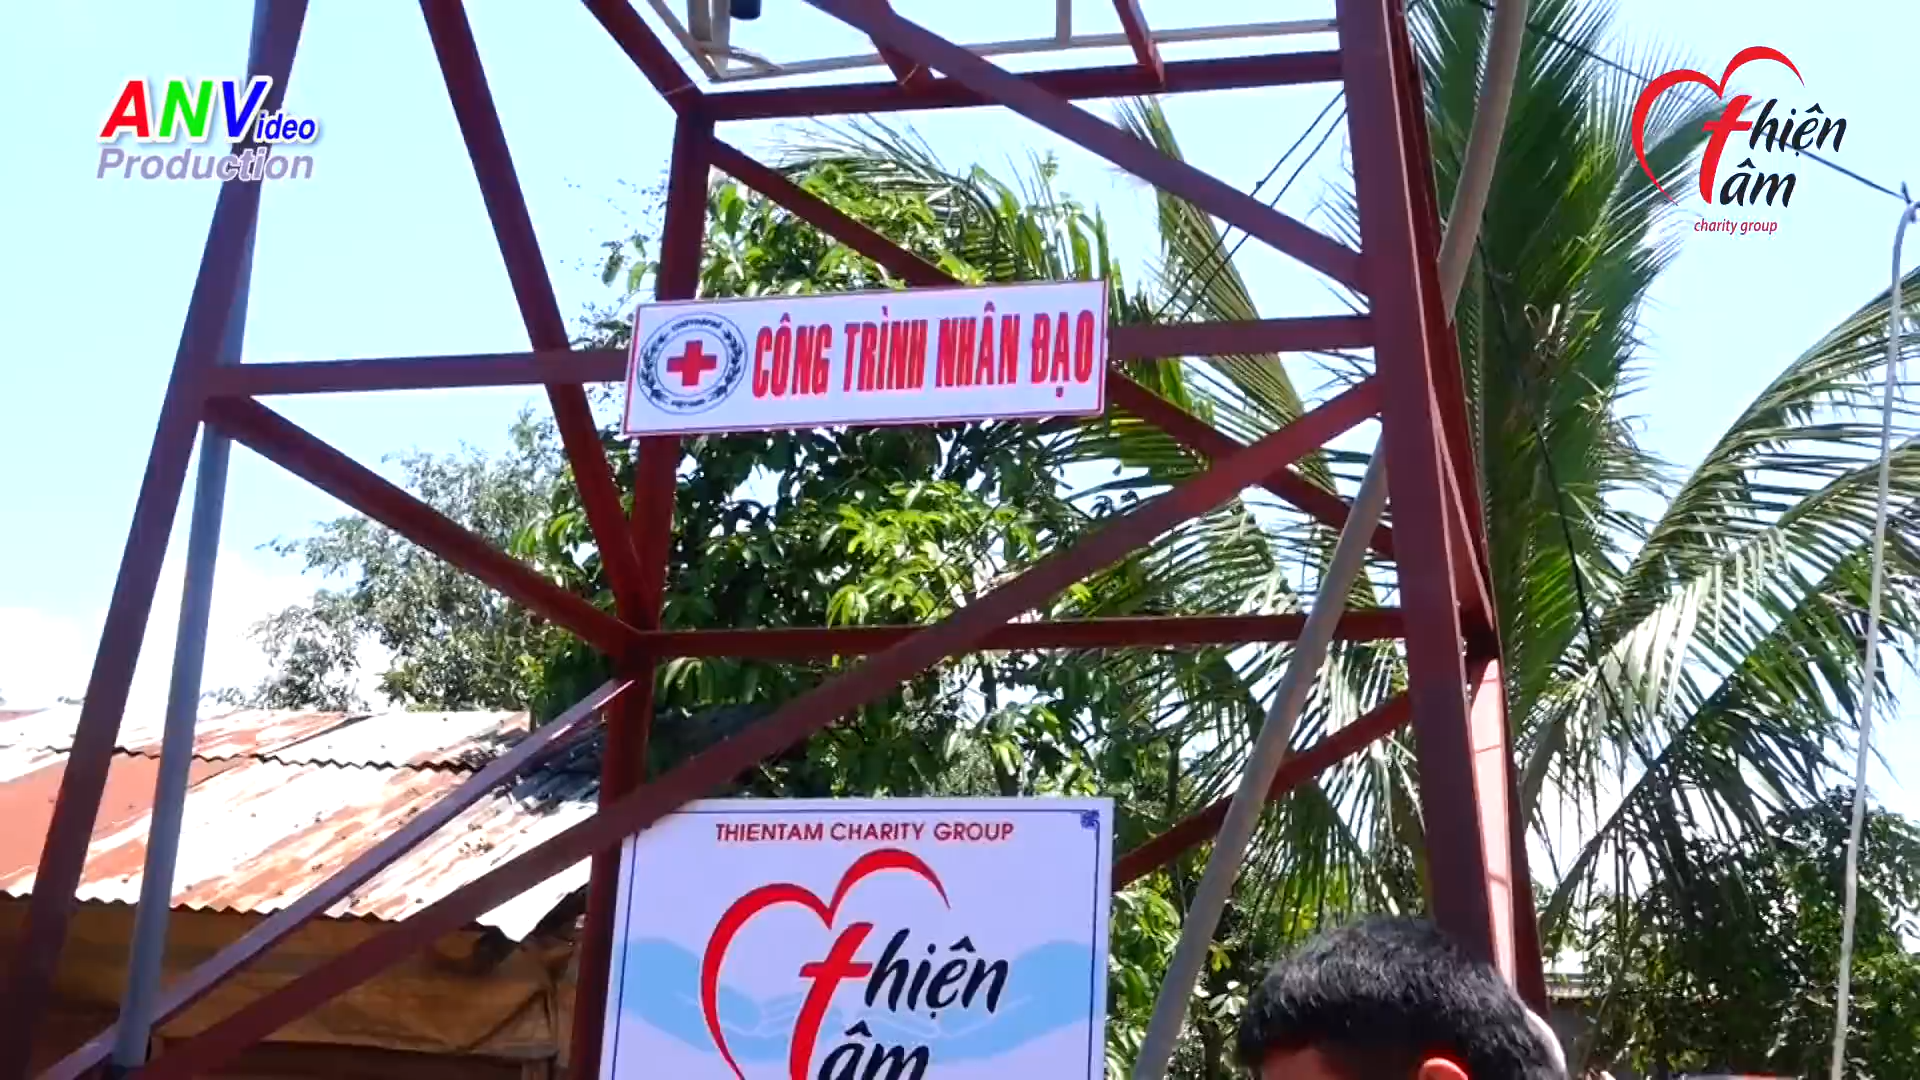 ANVideo
Production
Thiện
Tâm
charity group
CÔNG TRÌNH NHÂN ĐẠO
THIENTAM CHARITY GROUP
Thiện
Tâm